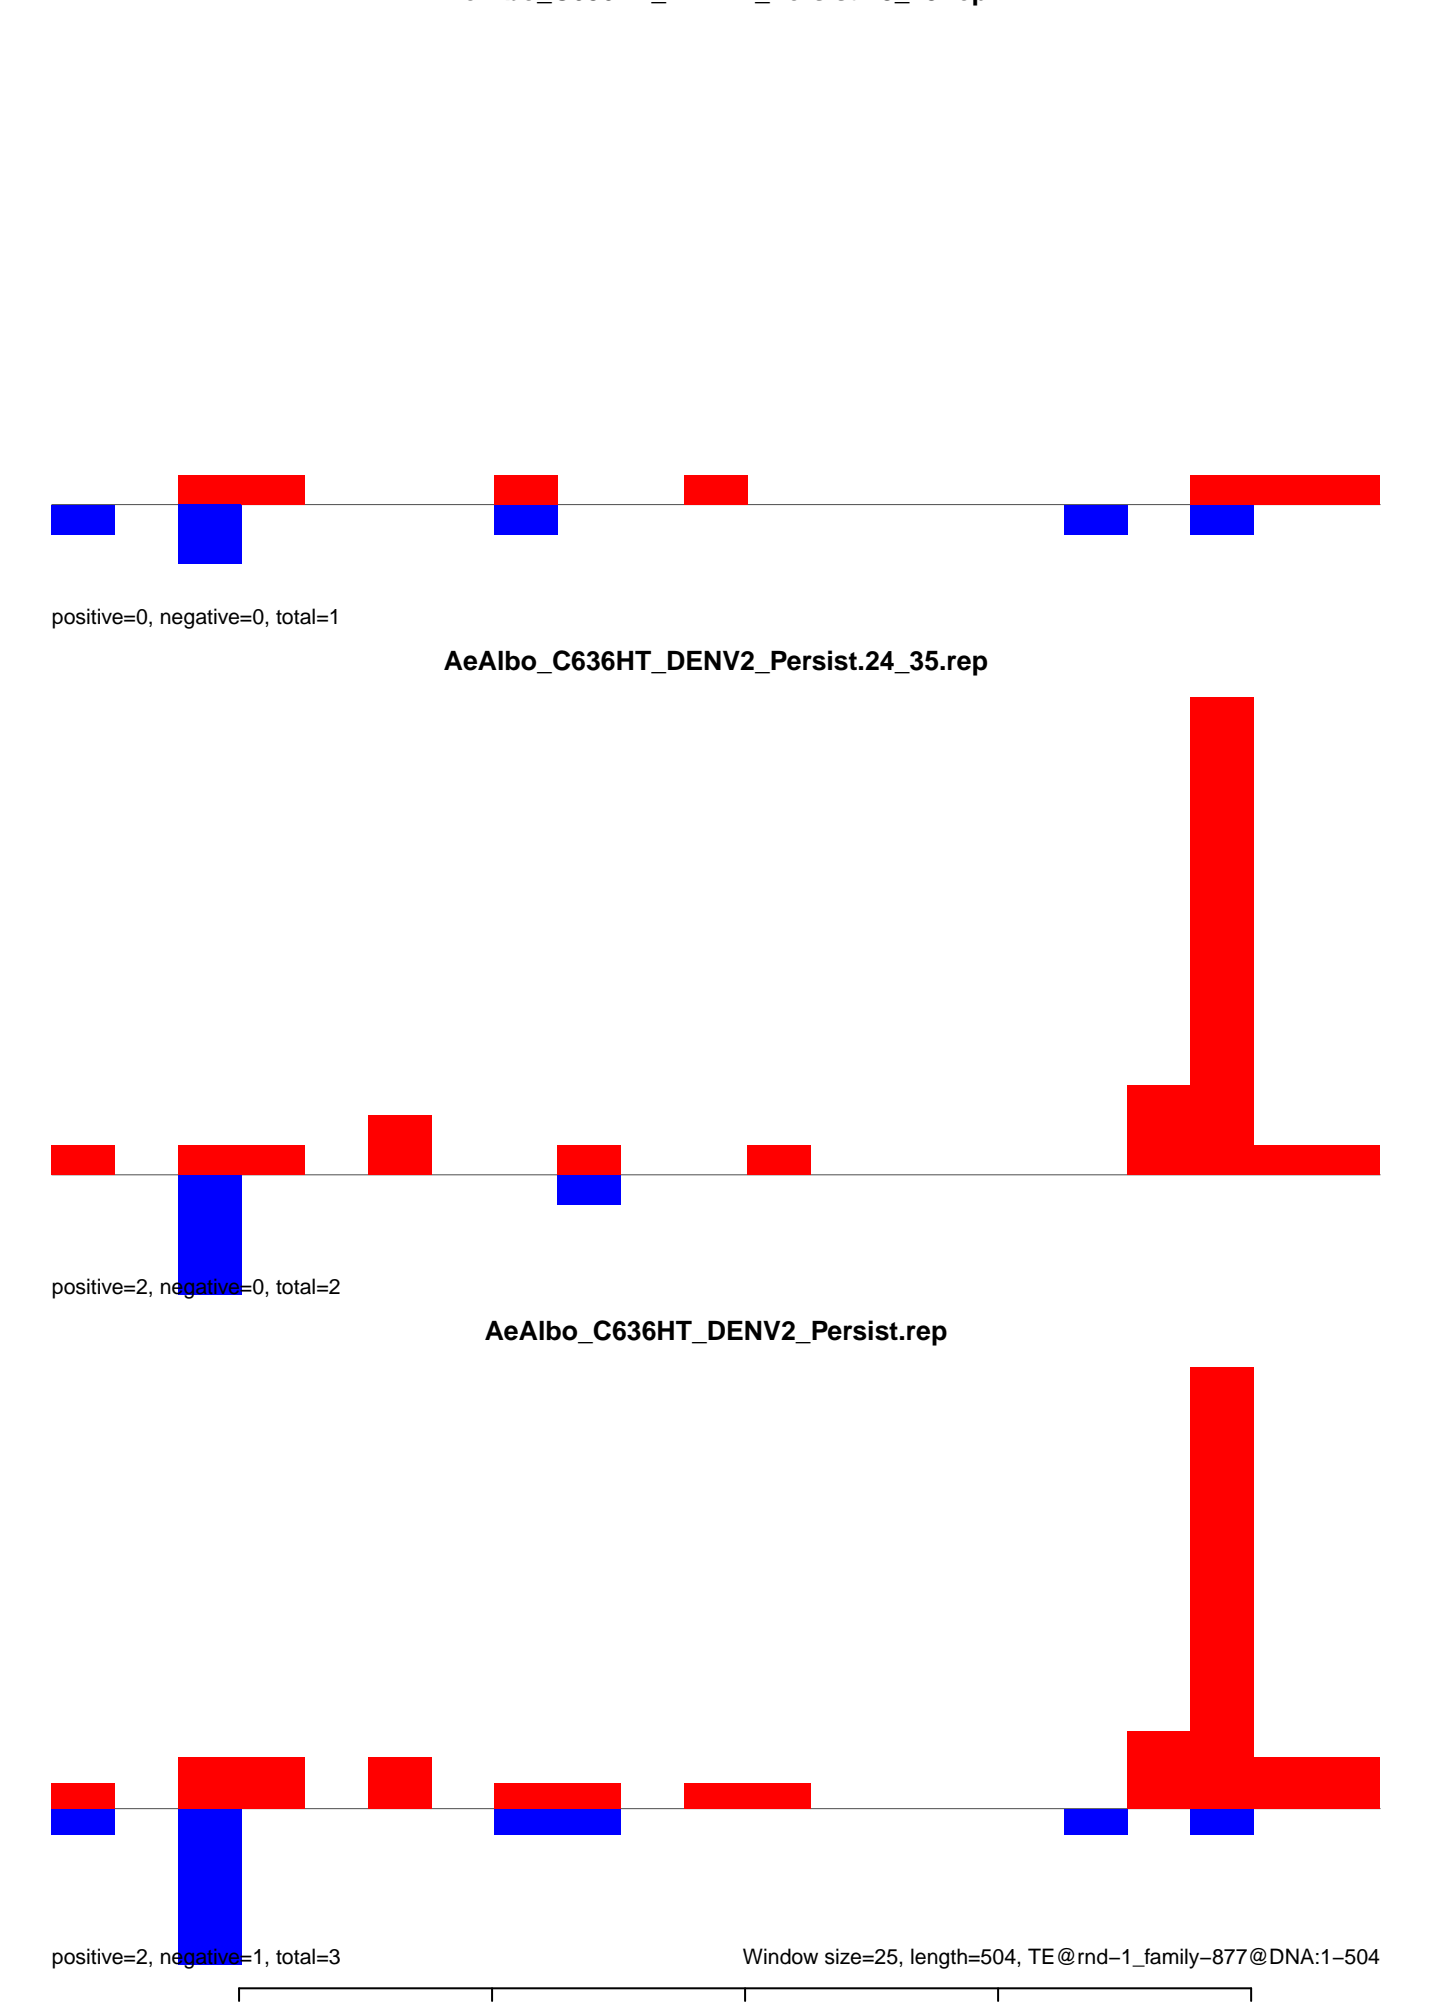 positive=0, negative=0, total=1
AeAlbo_C636HT_DENV2_Persist.24_35.rep
positive=2, negative=0, total=2
AeAlbo_C636HT_DENV2_Persist.rep
positive=2, negative=1, total=3
Window size=25, length=504, TE@rnd−1_family−877@DNA:1−504